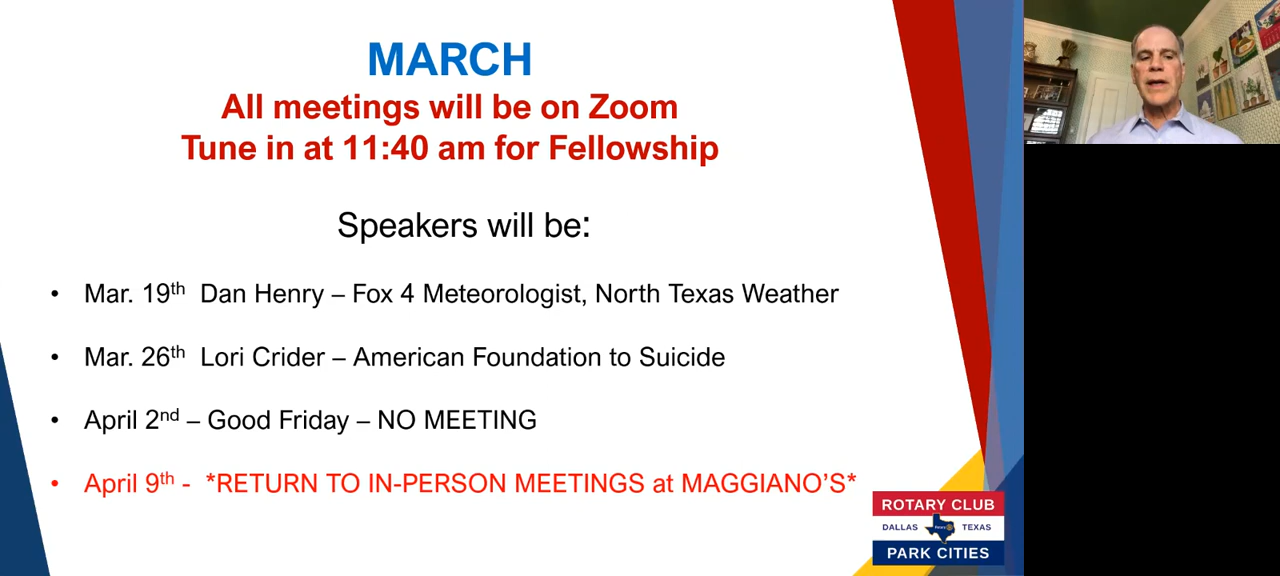 MARCH
All meetings will be on Zoom
Tune in at 11:40 am for Fellowship
Speakers will be:
• Mar. 19th Dan Henry – Fox 4 Meteorologist, North Texas Weather
• Mar. 26th Lori Crider – American Foundation to Suicide
• April 2nd – Good Friday – NO MEETING
• April 9th - *RETURN TO IN-PERSON MEETINGS at MAGGIANO'S*
ROTARY CLUB
DALLAS TEXAS
PARK CITIES